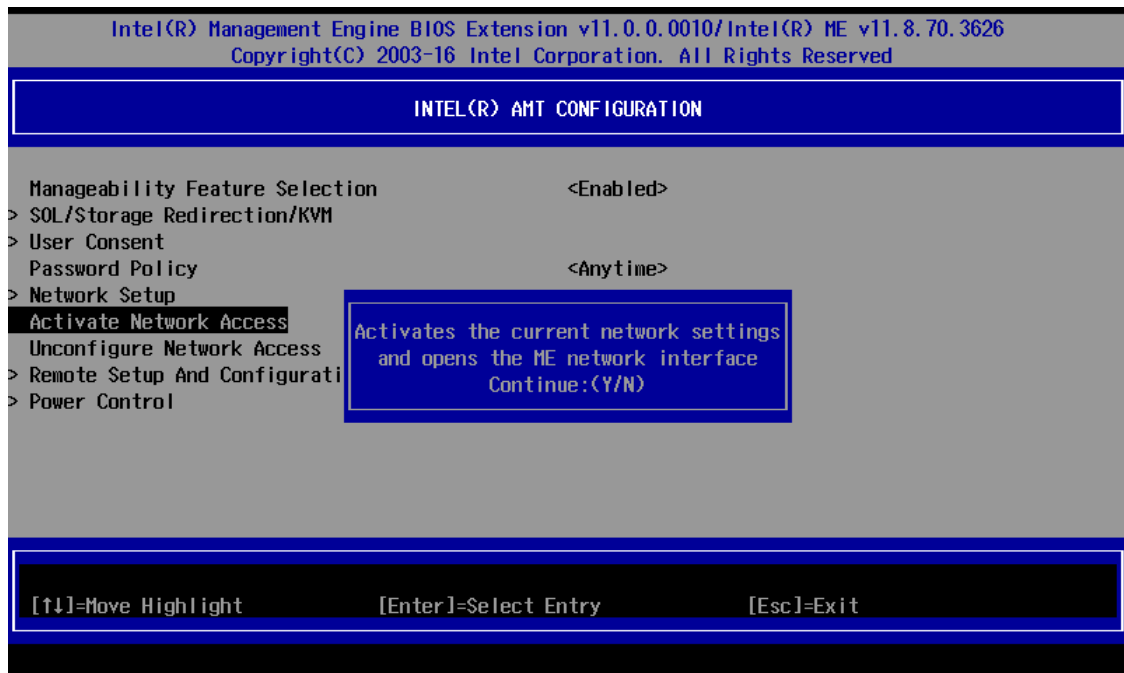 Intel(R) Management Engine BIOS Extension v11.0.0.0010/Intel(R) ME v11.8.70.3626
Copyright(C) 2003-16 Intel Corporation. All Rights Reserved
INTEL(R) AMT CONFIGURATION
Manageability Feature Selection <Enabled>
> SOL/Storage Redirection/KVM
> User Consent
Password Policy <Anytime>
> Network Setup
Activate Network Access
Unconfigure Network Access
> Remote Setup And Configurati
> Power Control
Activates the current network settings
and opens the ME network interface
Continue:(Y/N)
[↑↓]=Move Highlight [Enter]=Select Entry [Esc]=Exit